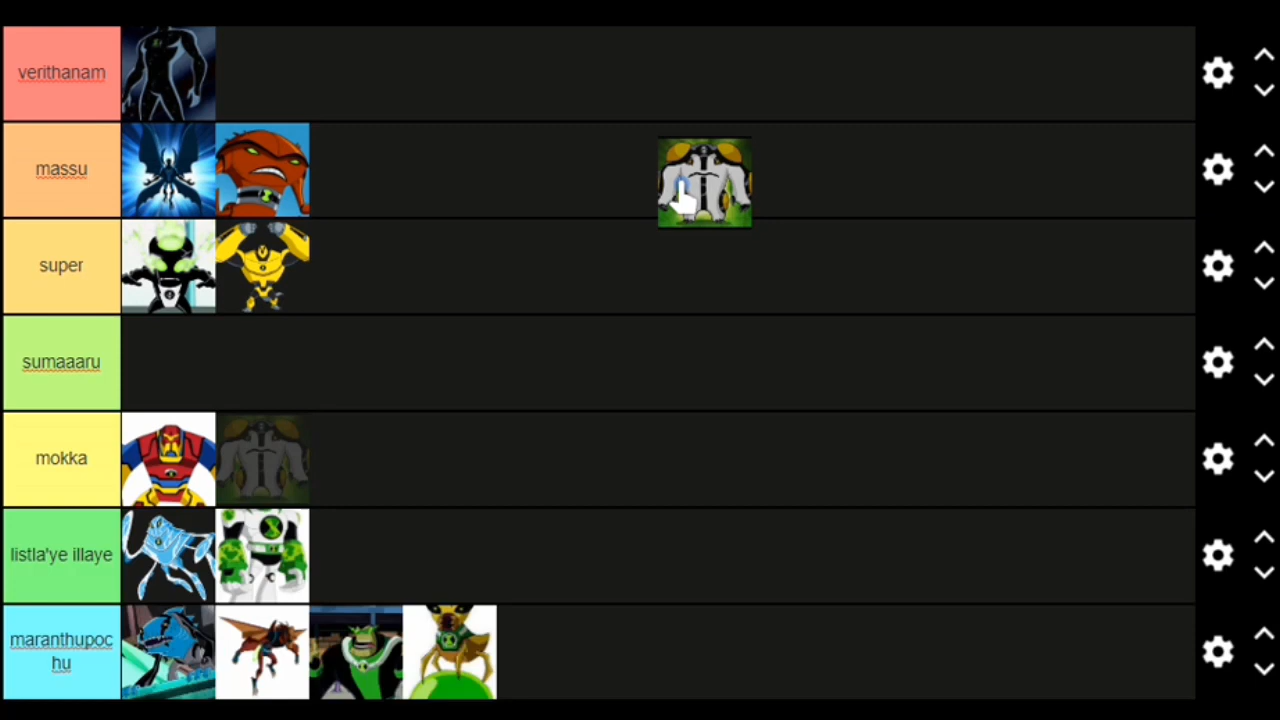 verithanam
massu
super
sumaaaru
mokka
listla'ye illaye
maranthupoc
hu